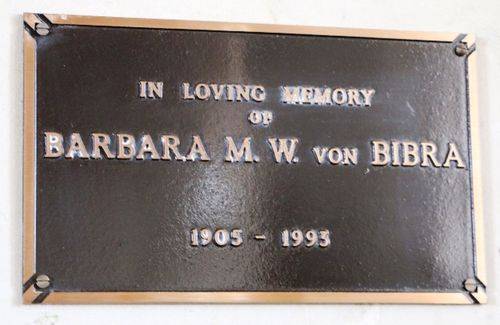 IN LOVING MEMORY
OF
BARBARA M. W. VON BIBRA
1905 - 1993